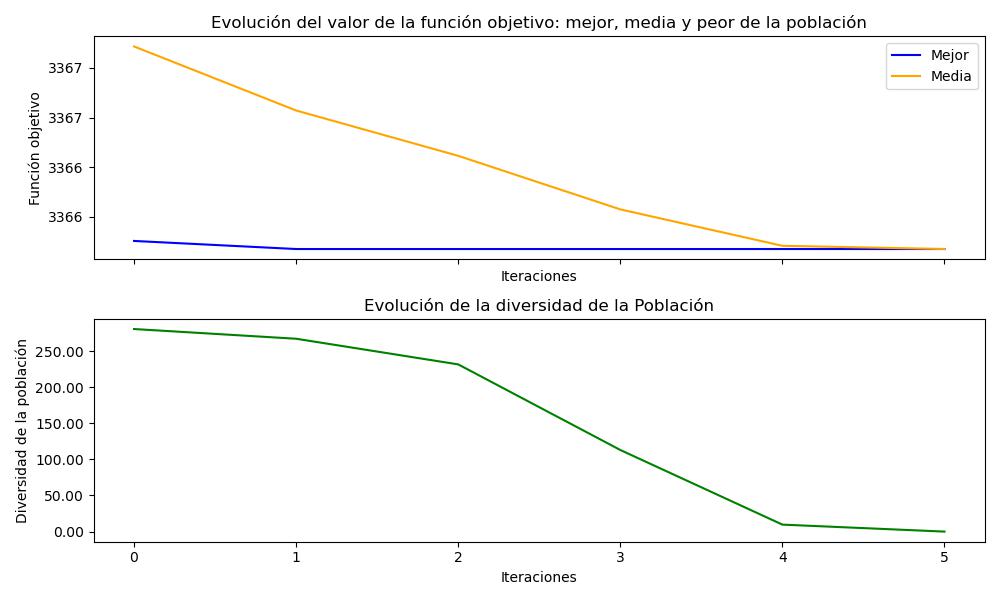 Evolución del valor de la función objetivo: mejor, media y peor de la población
Función objetivo
3367
3367
3366
3366
Mejor
Media
Iteraciones
Evolución de la diversidad de la Población
Diversidad de la población
250.00
200.00
150.00
100.00
50.00
0.00
0 1 2 3 4 5
Iteraciones